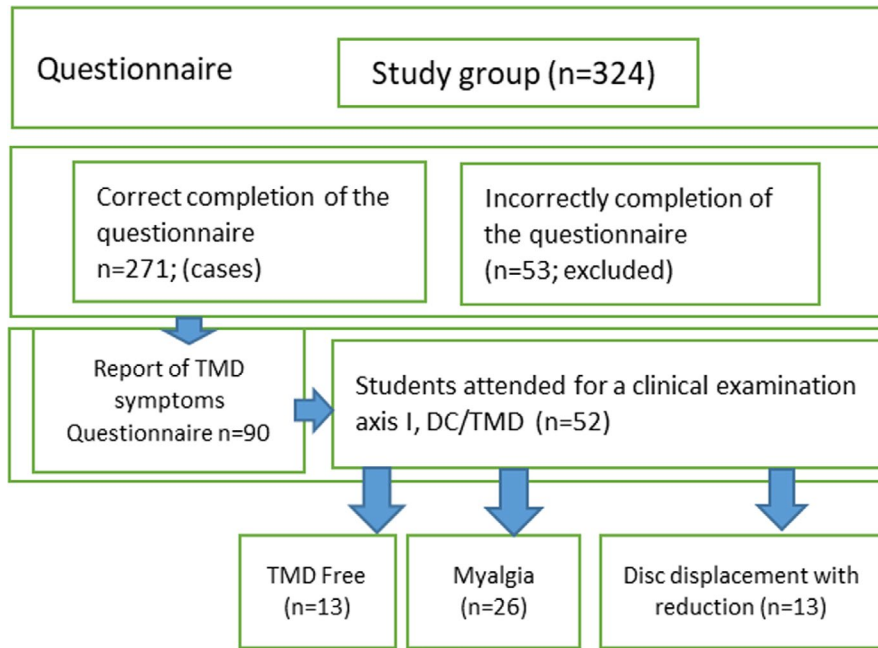 Questionnaire
Study group (n=324)
Correct completion of the
questionnaire
n=271; (cases)
Incorrectly completion of
the questionnaire
(n=53; excluded)
Report of TMD
symptoms
Questionnaire n=90
Students attended for a clinical examination
axis I, DC/TMD (n=52)
TMD Free
(n=13)
Myalgia
(n=26)
Disc displacement with
reduction (n=13)